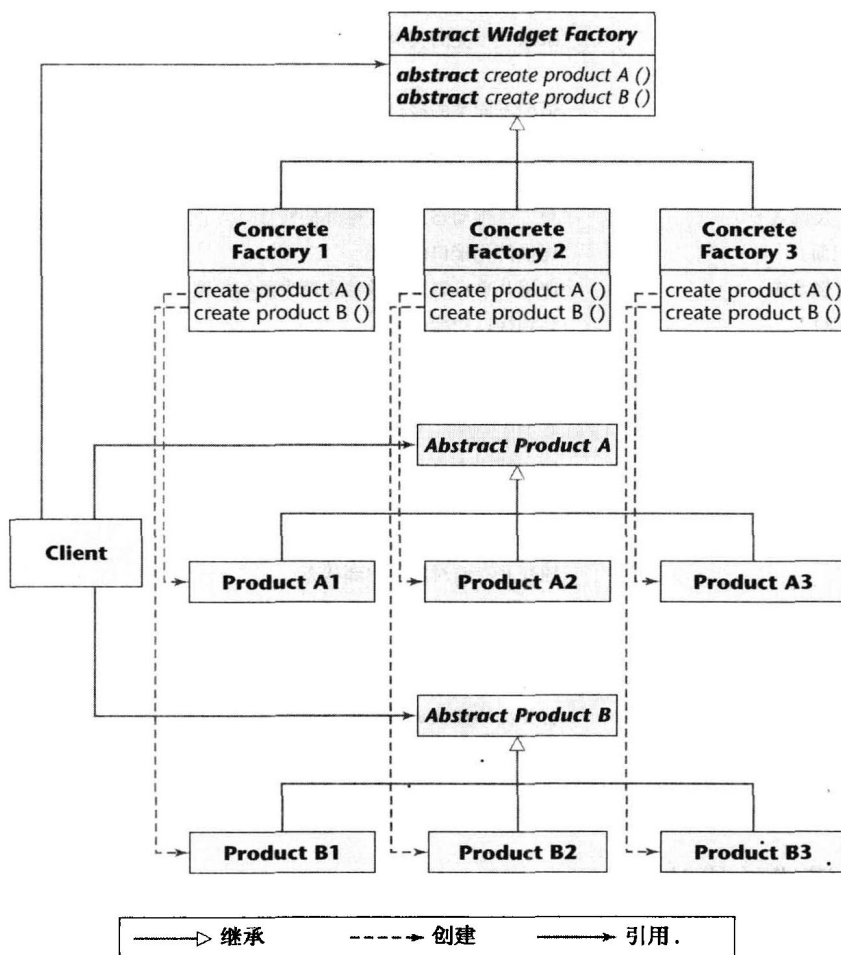 Abstract Widget Factory
abstract create product A ()
abstract create product B ()
Concrete
Factory 1
create product A ()
create product B ()
Concrete
Factory 2
create product A ()
create product B ()
Concrete
Factory 3
create product A ()
create product B ()
Abstract Product A
Client
Product A1
Product A2
Product A3
Abstract Product B
Product B1
Product B2
Product B3
继承
创建
引用.